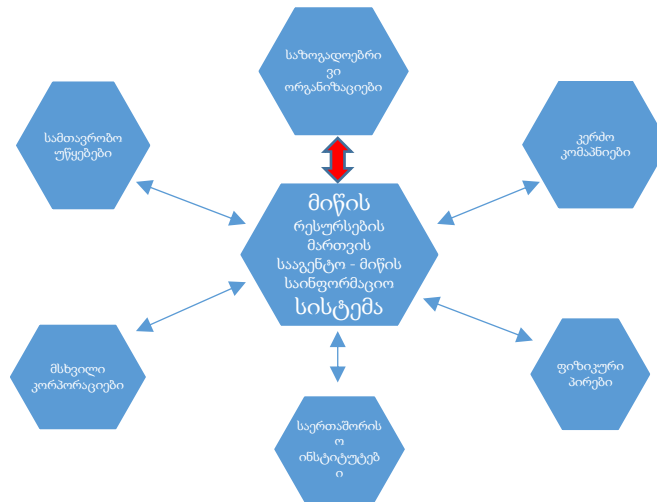 საზოგადოებრი
ვი
ორგანიზაციები
სამთავრობო
უწყებები
კერძო
კომაპნიები
მიწის
რესურსების
მართვის
სააგენტო - მიწის
საინფორმაციო
სისტემა
მსხვილი
კორპორაციები
ფიზიკური
პირები
საერთაშორის
ო
ინსტიტუტებ
ი